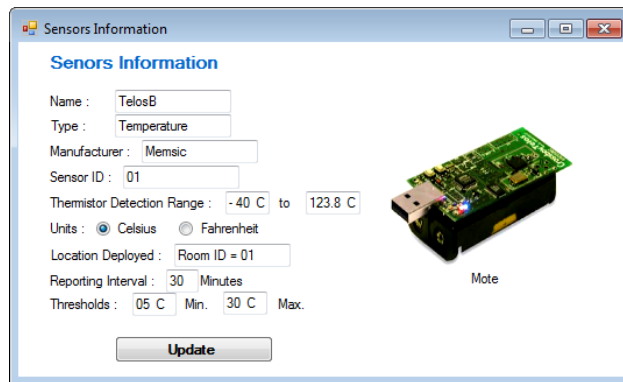 Sensors Information
Senors Information
Name : TelosB
Type : Temperature
Manufacturer : Memsic
Sensor ID : 01
Thermistor Detection Range : - 40 C to 123.8 C
Units : Celsius Fahrenheit
Location Deployed : Room ID = 01
Reporting Interval : 30 Minutes
Thresholds : 05 C Min. 30 C Max.
Update
Mote